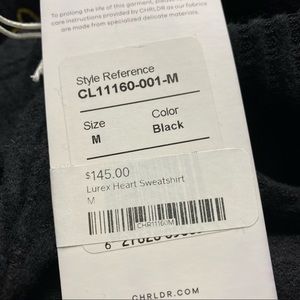 To prolong the life of this garment, please
care instructions provided by CHRLDR as our fabrics
are made from specialized delicate materials.
Style Reference
CL11160-001-M
Size Color
M Black
$145.00
Lurex Heart Sweatshirt
M
CHR11160M
CHRLDR.COM